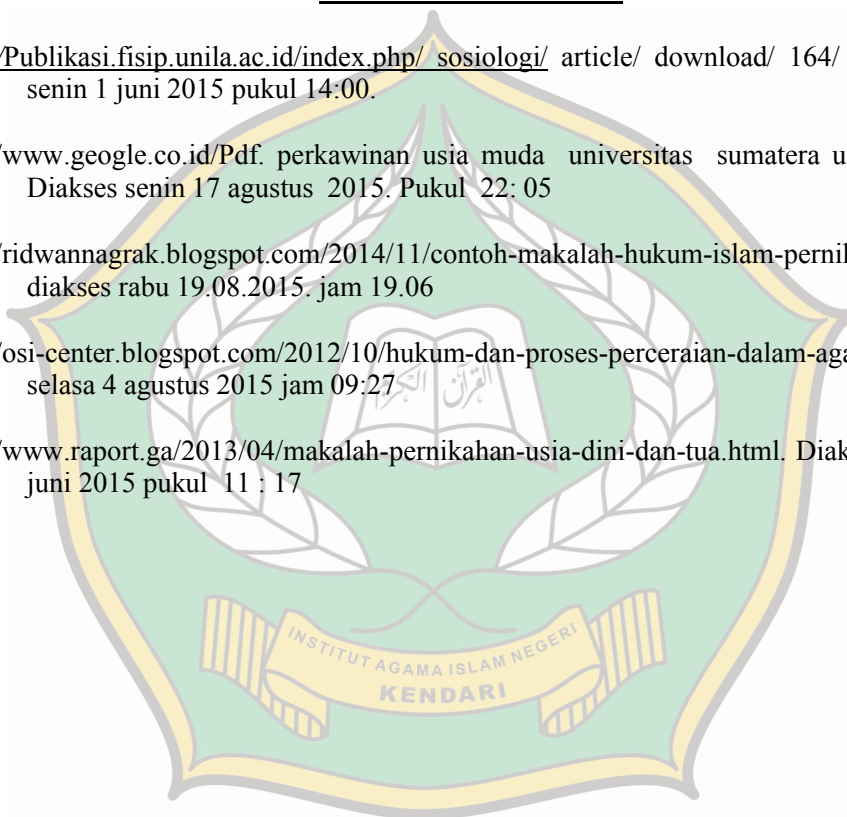 /Publikasi.fisip.unila.ac.id/index.php/ sosiologi/ article/ download/ 164/
senin 1 juni 2015 pukul 14:00.
/www.geogle.co.id/Pdf. perkawinan usia muda universitas sumatera u
Diakses senin 17 agustus 2015. Pukul 22: 05
/ridwannagrak.blogspot.com/2014/11/contoh-makalah-hukum-islam-pernik
diakses rabu 19.08.2015. jam 19.06
/osi-center.blogspot.com/2012/10/hukum-dan-proses-perceraian-dalam-aga
selasa 4 agustus 2015 jam 09:27
القرآن الكريم
/www.raport.ga/2013/04/makalah-pernikahan-usia-dini-dan-tua.html. Diak
juni 2015 pukul 11 : 17
INSTITUT AGAMA ISLAM NEGERI
KENDARI